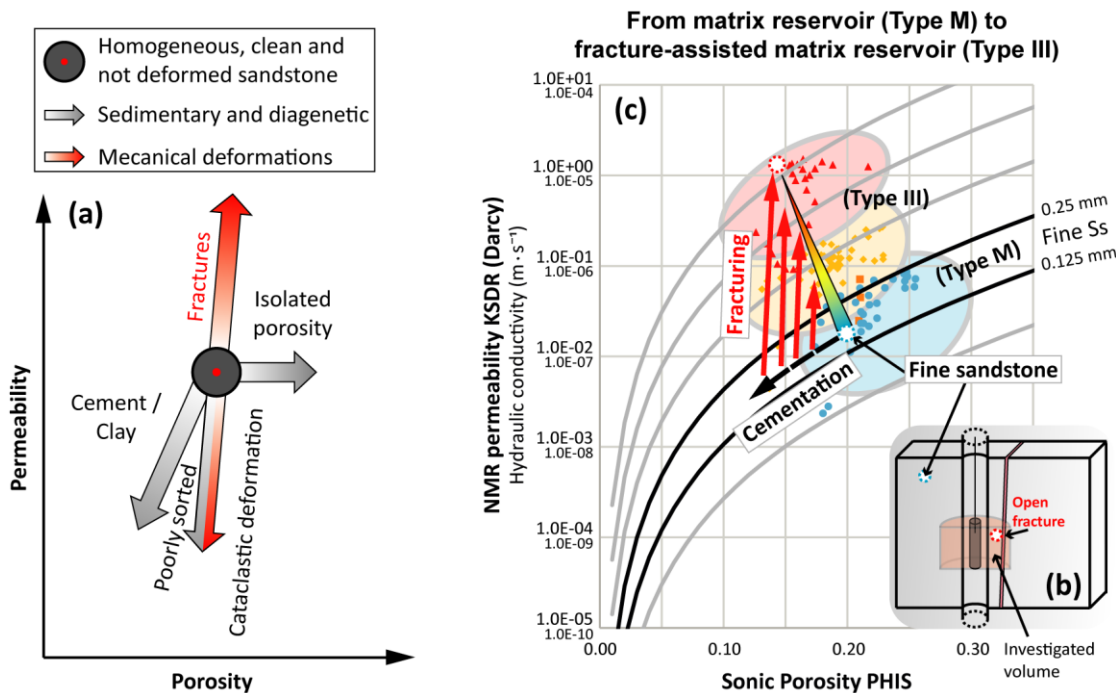 Homogeneous, clean and
not deformed sandstone
Sedimentary and diagenetic
Mecanical deformations
(a)
Permeability
Porosity
Fractures
Isolated
porosity
Cement /
Clay
Poorly sorted
Cataclastic deformation
From matrix reservoir (Type M) to
fracture-assisted matrix reservoir (Type III)
(c)
NMR permeability KSDR (Darcy)
Hydraulic conductivity (m·s⁻¹)
1.0E+01
1.0E-04
1.0E+00
1.0E-05
1.0E-01
1.0E-06
1.0E-02
1.0E-07
1.0E-03
1.0E-08
1.0E-04
1.0E-09
1.0E-05
1.0E-10
0.00
0.10
0.20
0.30
Sonic Porosity PHIS
(Type III)
(Type M)
0.25 mm
Fine Ss
0.125 mm
Fracturing
Cementation
Fine sandstone
Open
fracture
(b)
Investigated
volume